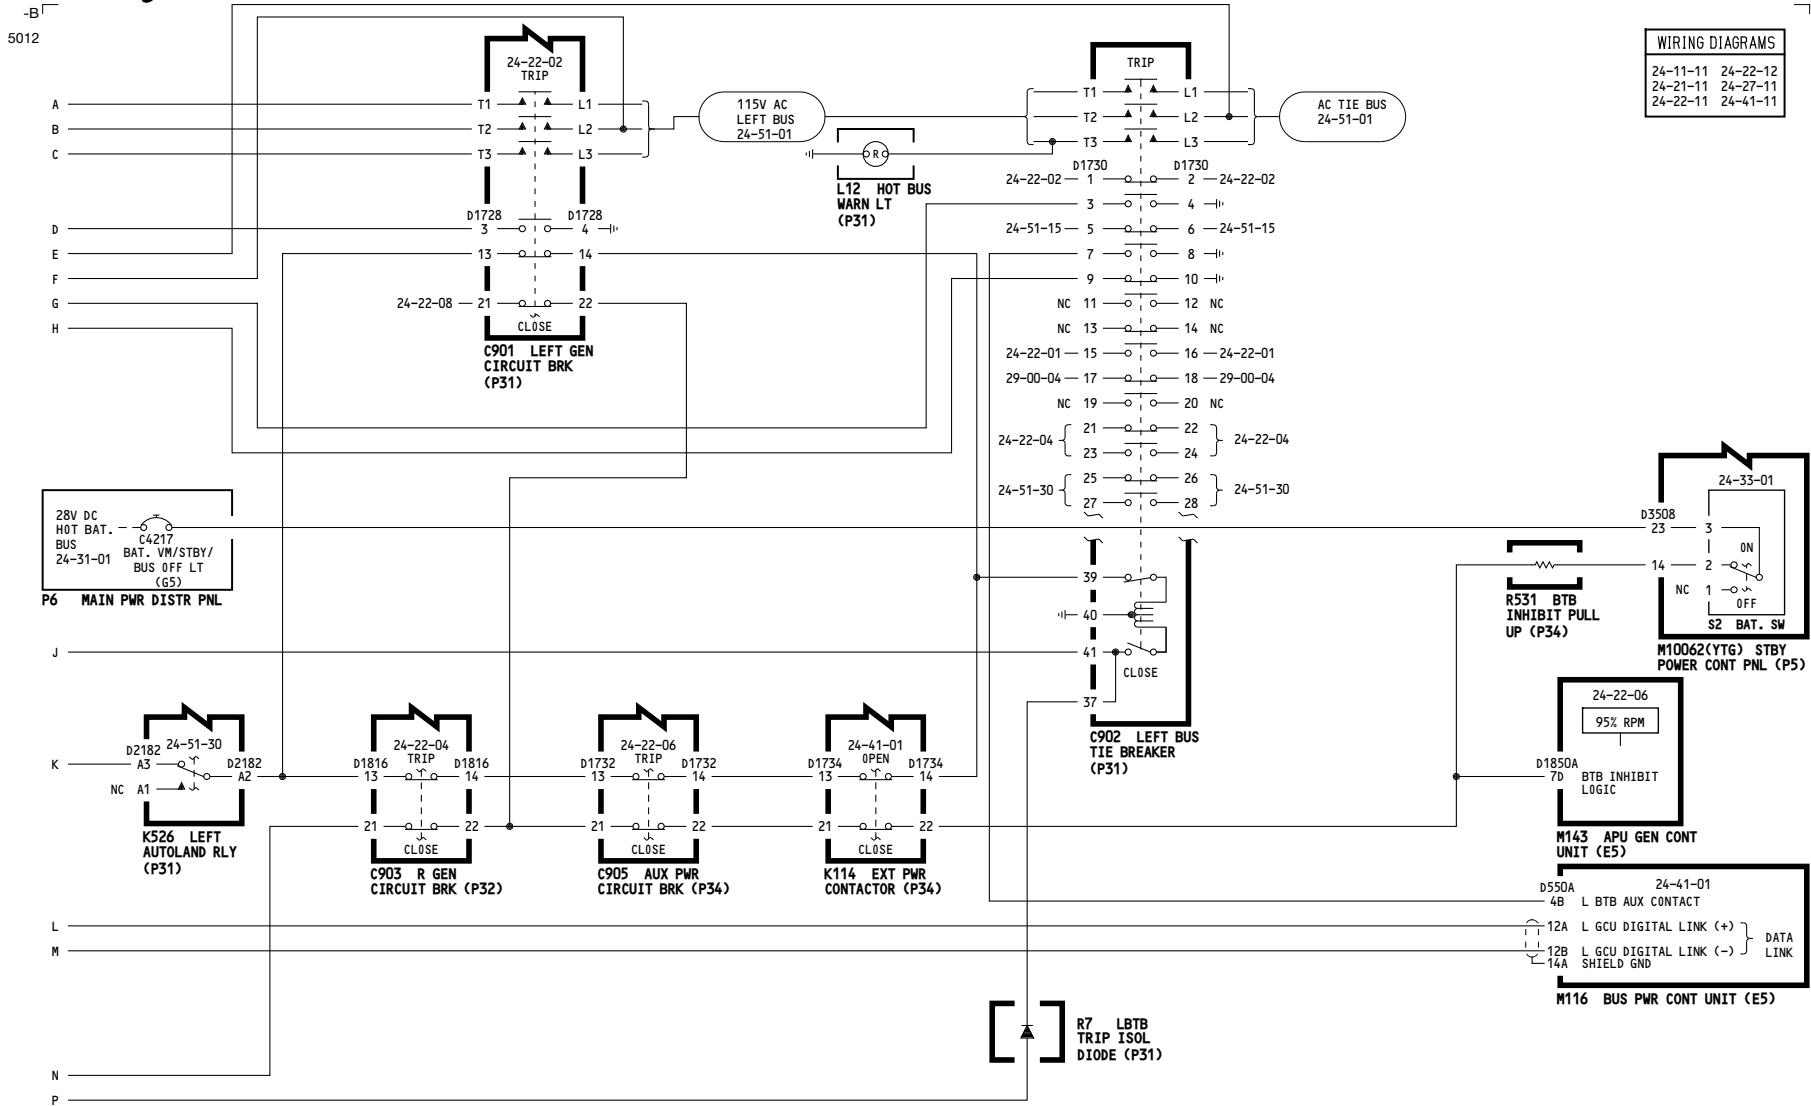 -B
5012
WIRING DIAGRAMS
24-11-11 24-22-12
24-21-11 24-27-11
24-22-11 24-41-11
24-22-02
TRIP
A
T1 L1
B
T2 L2
C
T3 L3
D1728 D1728
D
3 4
E
13 14
F
G
24-22-08 21 22
CLOSE
H
C901 LEFT GEN
CIRCUIT BRK
(P31)
115V AC
LEFT BUS
24-51-01
R
L12 HOT BUS
WARN LT
(P31)
TRIP
T1 L1
T2 L2
T3 L3
AC TIE BUS
24-51-01
D1730 D1730
24-22-02 1 2 24-22-02
3 4
24-51-15 5 6 24-51-15
7 8
9 10
NC 11 12 NC
NC 13 14 NC
24-22-01 15 16 24-22-01
29-00-04 17 18 29-00-04
NC 19 20 NC
21 22
24-22-04 24-22-04
23 24
25 26
24-51-30 24-51-30
27 28
39
40
41
CLOSE
37
C902 LEFT BUS
TIE BREAKER
(P31)
28V DC
HOT BAT.
BUS
24-31-01
C4217
BAT. VM/STBY/
BUS OFF LT
(G5)
P6 MAIN PWR DISTR PNL
24-33-01
D3508
23 3
ON
14 2
NC 1
OFF
S2 BAT. SW
M10062(YTG) STBY
POWER CONT PNL (P5)
R531 BTB
INHIBIT PULL
UP (P34)
J
24-51-30
D2182 D2182
K
A3 A2
NC A1
K526 LEFT
AUTOLAND RLY
(P31)
24-22-04
D1816 TRIP D1816
13 14
21 22
CLOSE
C903 R GEN
CIRCUIT BRK (P32)
24-22-06
D1732 TRIP D1732
13 14
21 22
CLOSE
C905 AUX PWR
CIRCUIT BRK (P34)
24-41-01
D1734 OPEN D1734
13 14
21 22
CLOSE
K114 EXT PWR
CONTACTOR (P34)
24-22-06
95% RPM
D1850A
7D BTB INHIBIT
LOGIC
M143 APU GEN CONT
UNIT (E5)
D550A 24-41-01
4B L BTB AUX CONTACT
L
12A L GCU DIGITAL LINK (+)
M
12B L GCU DIGITAL LINK (-)
14A SHIELD GND
DATA
LINK
M116 BUS PWR CONT UNIT (E5)
R7 LBTB
TRIP ISOL
DIODE (P31)
N
P